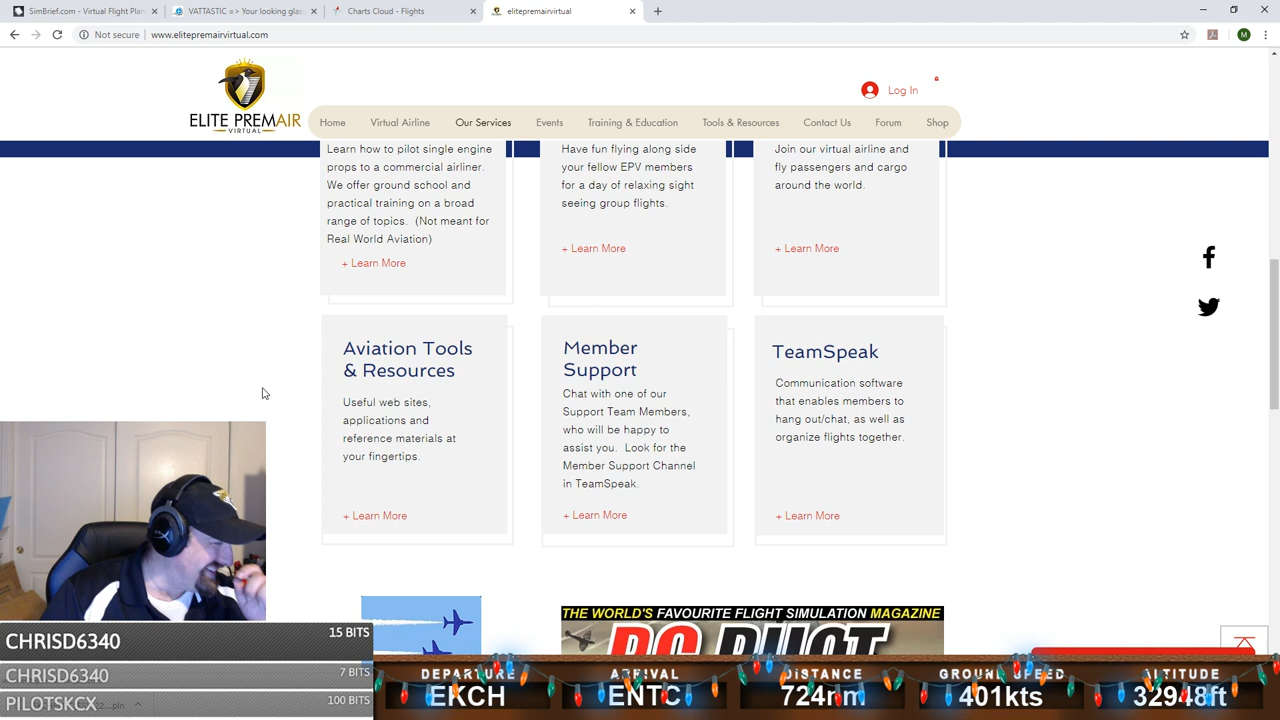 SimBrief.com - Virtual Flight Plan
VATTASTIC => Your looking glas
Charts Cloud - Flights
elitepremairvirtual
Not secure | www.elitepremairvirtual.com
M
ELITE PREMAIR
VIRTUAL
Log In
Home
Virtual Airline
Our Services
Events
Training & Education
Tools & Resources
Contact Us
Forum
Shop
Learn how to pilot single engine
props to a commercial airliner.
We offer ground school and
practical training on a broad
range of topics. (Not meant for
Real World Aviation)
+ Learn More
Have fun flying along side
your fellow EPV members
for a day of relaxing sight
seeing group flights.
+ Learn More
Join our virtual airline and
fly passengers and cargo
around the world.
+ Learn More
Aviation Tools
& Resources
Useful web sites,
applications and
reference materials at
your fingertips.
+ Learn More
Member
Support
Chat with one of our
Support Team Members,
who will be happy to
assist you. Look for the
Member Support Channel
in TeamSpeak.
+ Learn More
TeamSpeak
Communication software
that enables members to
hang out/chat, as well as
organize flights together.
+ Learn More
THE WORLD'S FAVOURITE FLIGHT SIMULATION MAGAZINE
PC PILOT
CHRISD6340
15 BITS
CHRISD6340
7 BITS
PILOTSKCX
100 BITS
DEPARTURE
EKCH
ARRIVAL
ENTC
DISTANCE
724nm
GROUND SPEED
401kts
ALTITUDE
32948ft